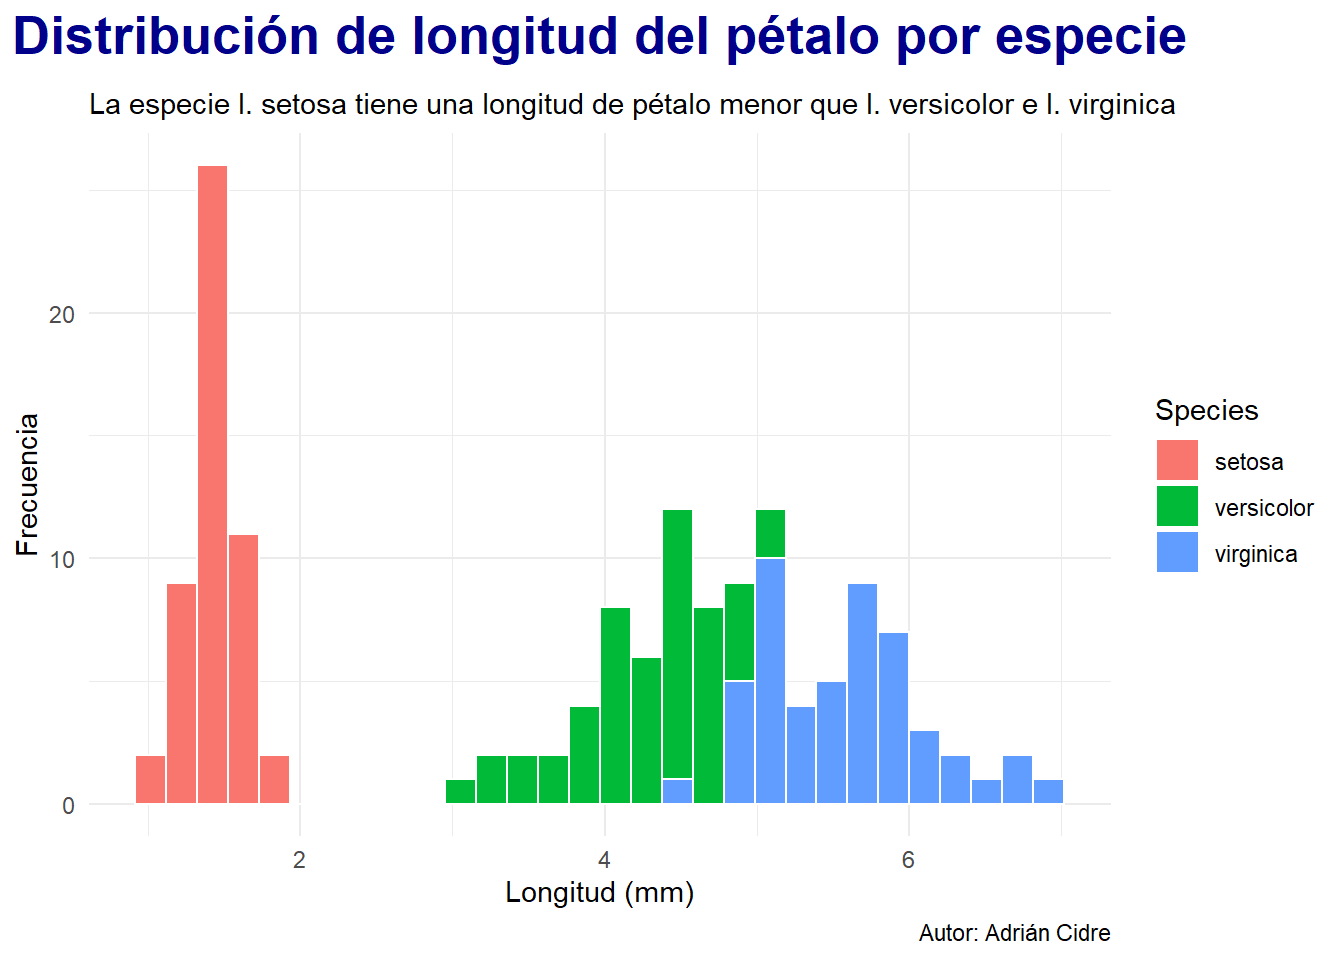 Distribución de longitud del pétalo por especie
La especie I. setosa tiene una longitud de pétalo menor que I. versicolor e I. virginica
Frecuencia
20
10
0
2
4
6
Longitud (mm)
Species
setosa
versicolor
virginica
Autor: Adrián Cidre